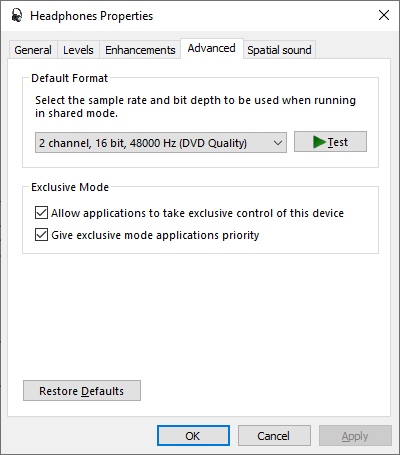 Headphones Properties
General Levels Enhancements Advanced Spatial sound
Default Format
Select the sample rate and bit depth to be used when running
in shared mode.
2 channel, 16 bit, 48000 Hz (DVD Quality) Test
Exclusive Mode
Allow applications to take exclusive control of this device
Give exclusive mode applications priority
Restore Defaults
OK Cancel Apply